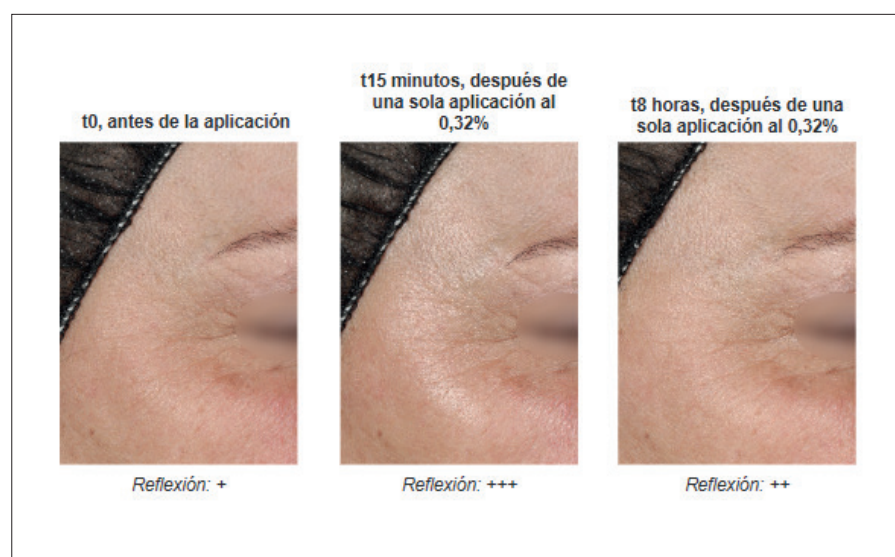 t0, antes de la aplicación
t15 minutos, después de
una sola aplicación al
0,32%
t8 horas, después de una
sola aplicación al 0,32%
Reflexión: +
Reflexión: +++
Reflexión: ++